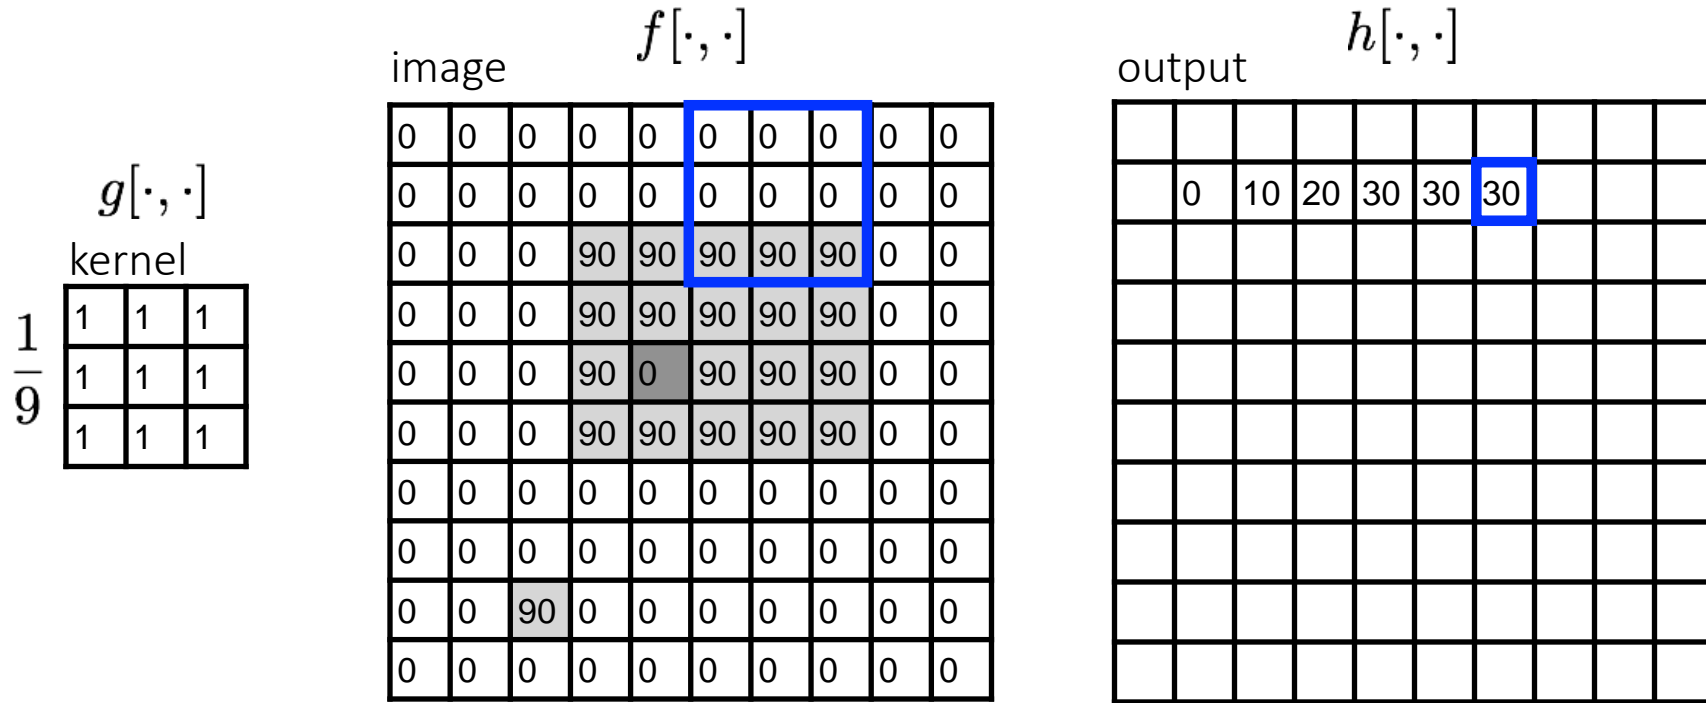 f[·,·]
h[·,·]
image
output
0 0 0 0 0 0 0 0 0 0
0 0 0 0 0 0 0 0 0 0
0 10 20 30 30 30
g[·,·]
kernel
0 0 0 90 90 90 90 90 0 0
1/9
1 1 1
1 1 1
1 1 1
0 0 0 90 90 90 90 90 0 0
0 0 0 90 0 90 90 90 0 0
0 0 0 90 90 90 90 90 0 0
0 0 0 0 0 0 0 0 0 0
0 0 0 0 0 0 0 0 0 0
0 0 90 0 0 0 0 0 0 0
0 0 0 0 0 0 0 0 0 0